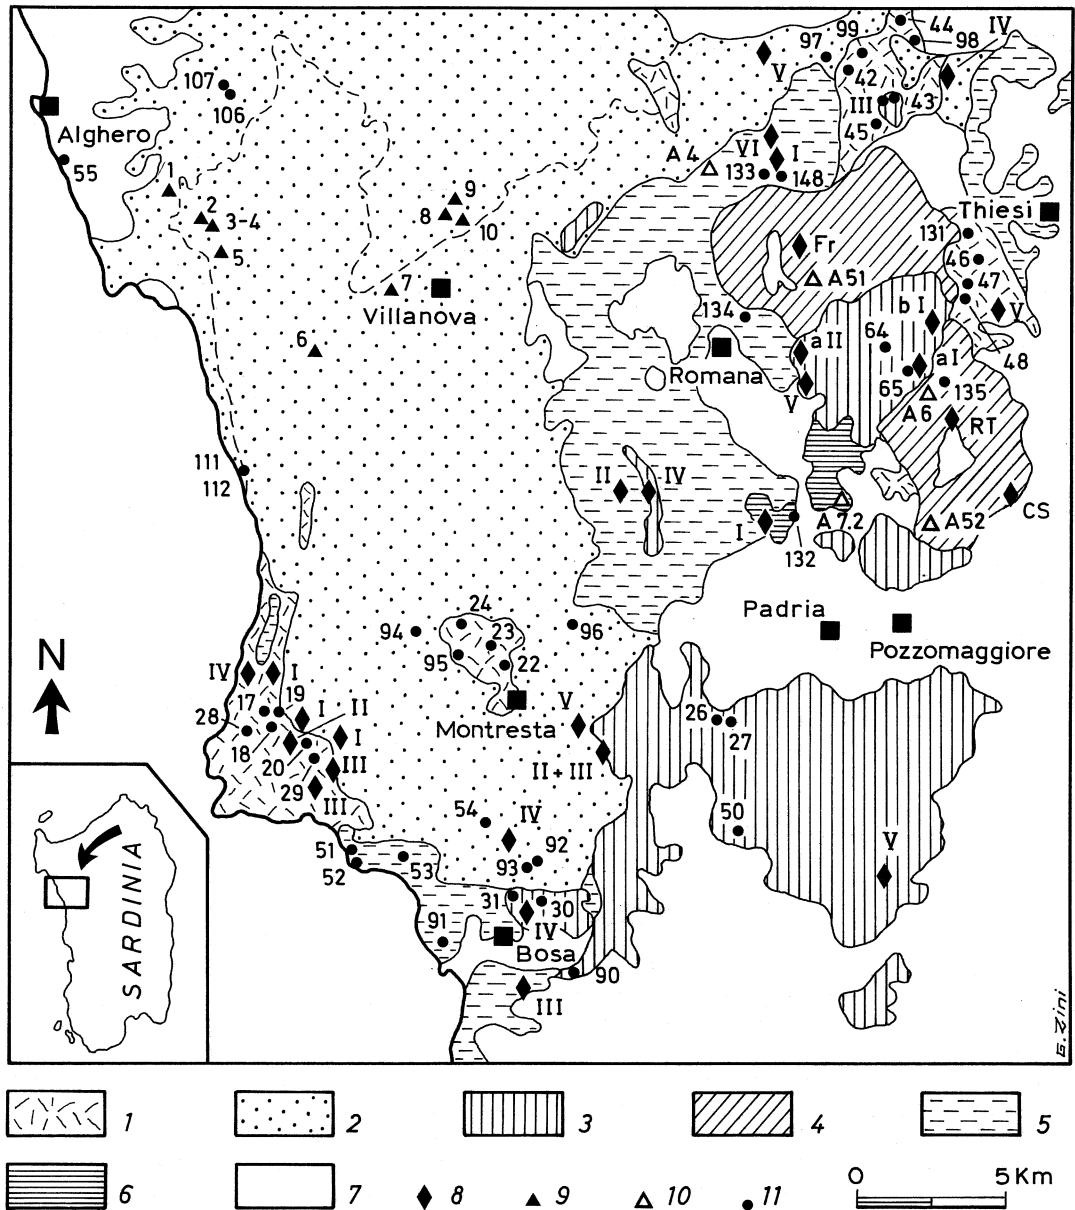 44
IV
99
98
97
V
42
107
106
III
43
45
Alghero
VI
I
A 4
133
148
55
1
9
Thiesi
2
3-4
8
10
131
5
Fr
46
A 51
47
7
b I
V
Villanova
134
64
a II
6
48
Romana
a I
65
135
V
A 6
RT
111
112
II
IV
CS
I
A 7.2
A 52
132
24
Padria
94
23
96
Pozzomaggiore
N
95
22
IV
I
19
17
I
II
V
26
28
Montresta
27
18
I
20
III
II + III
29
III
54
IV
50
V
51
92
52
53
93
31
30
91
IV
Bosa
90
III
SARDINIA
G. Zini
1
2
3
4
5
6
7
8
9
10
11
0
5 Km